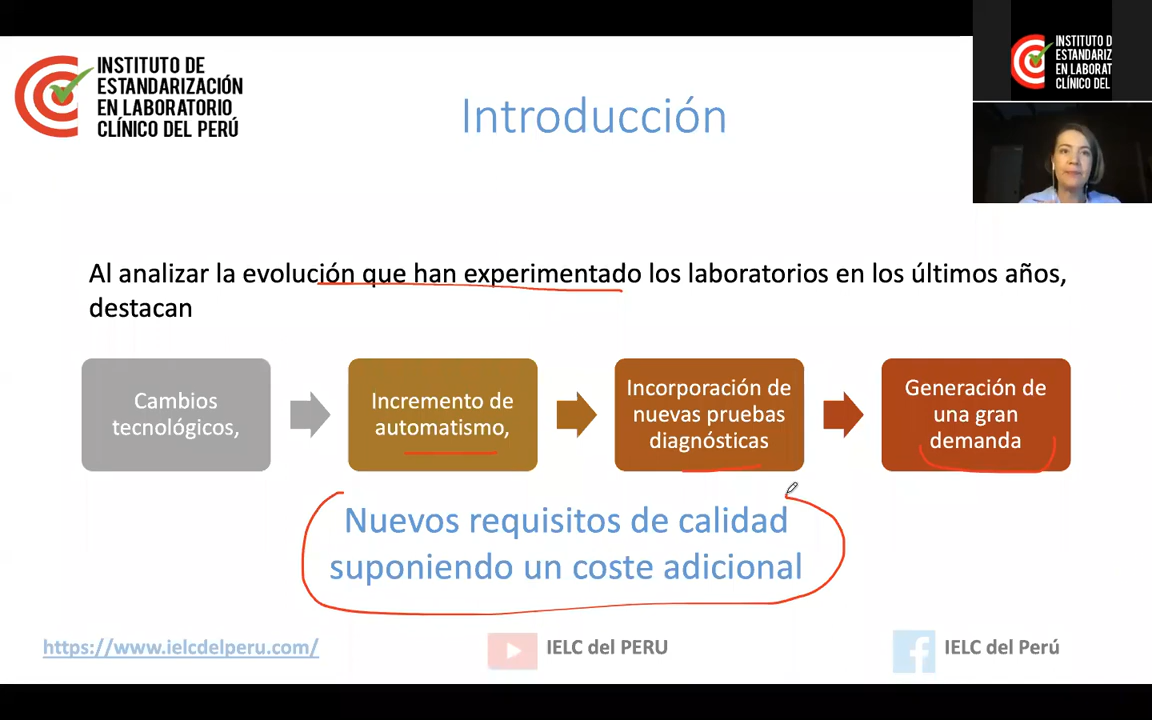 INSTITUTO DE
ESTANDARIZACIÓN
EN LABORATORIO
CLÍNICO DEL PERÚ
INSTITUTO D
ESTANDARIZ
EN LABORAT
CLÍNICO DEL
Introducción
Al analizar la evolución que han experimentado los laboratorios en los últimos años,
destacan
Cambios
tecnológicos,
Incremento de
automatismo,
Incorporación de
nuevas pruebas
diagnósticas
Generación de
una gran
demanda
Nuevos requisitos de calidad
suponiendo un coste adicional
https://www.ielcdelperu.com/
IELC del PERU
IELC del Perú